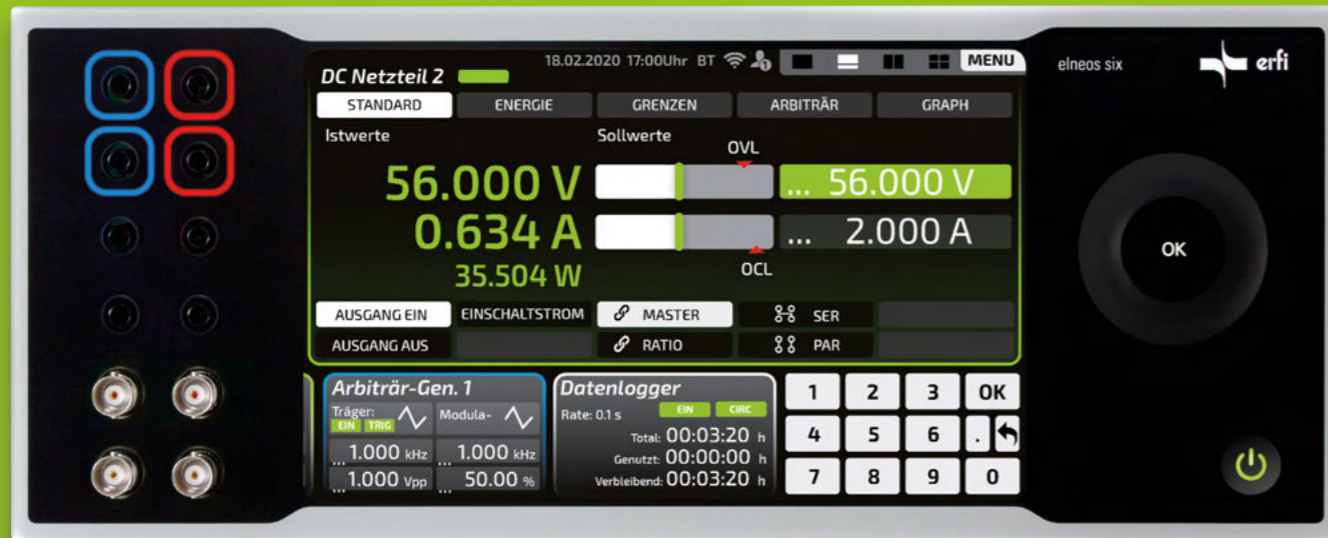 18.02.2020 17:00Uhr BT
MENU
elneos six
erfi
DC Netzteil 2
STANDARD ENERGIE GRENZEN ARBITRÄR GRAPH
Istwerte Sollwerte
OVL
56.000 V ... 56.000 V
0.634 A ... 2.000 A
35.504 W OCL
AUSGANG EIN EINSCHALTSTROM MASTER SER
AUSGANG AUS RATIO PAR
OK
Arbiträr-Gen. 1
Träger: Modula-
EIN TRIG
1.000 kHz 1.000 kHz
... ...
1.000 Vpp 50.00 %
... ...
Datenlogger
Rate: 0.1 s EIN CIRC
Total: 00:03:20 h
Genutzt: 00:00:00 h
Verbleibend: 00:03:20 h
1 2 3 OK
4 5 6 .
7 8 9 0